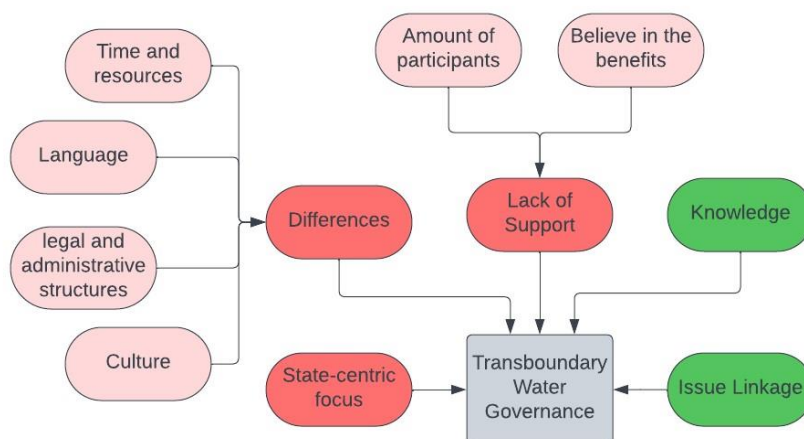 Time and
resources
Amount of
participants
Believe in the
benefits
Language
Differences
Lack of
Support
Knowledge
legal and
administrative
structures
Culture
State-centric
focus
Transboundary
Water
Governance
Issue Linkage